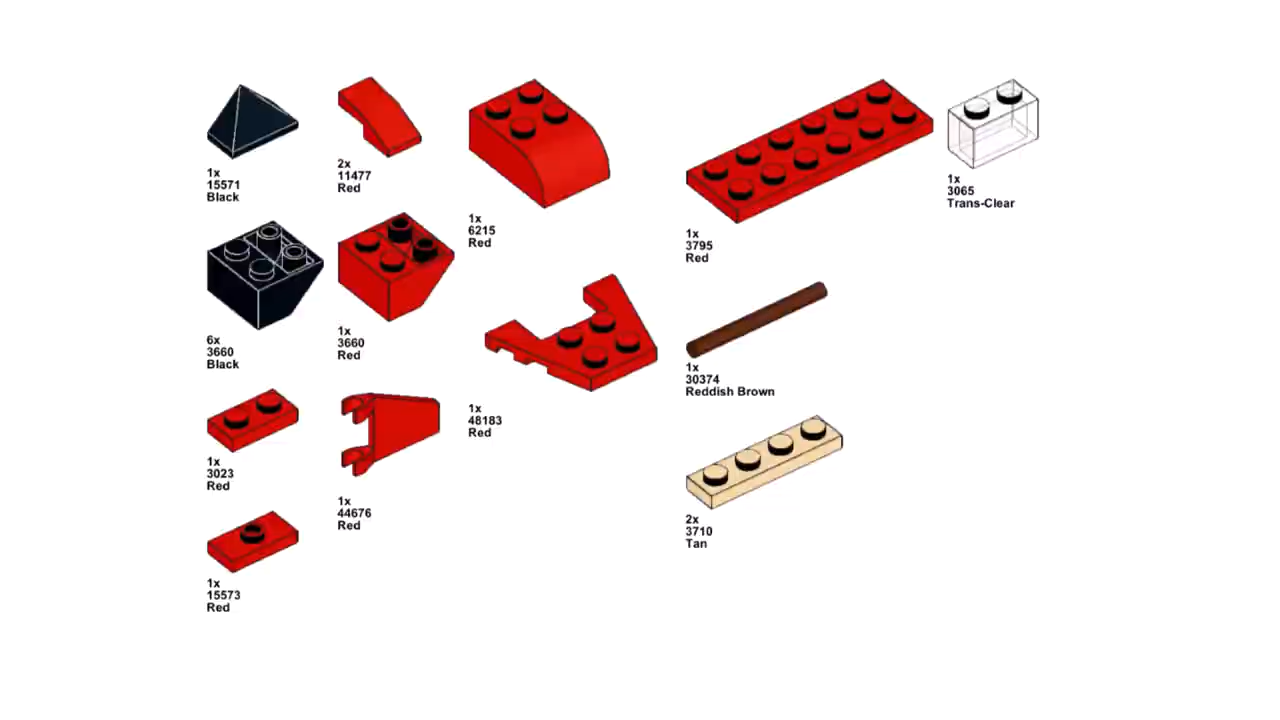 1x
15571
Black
2x
11477
Red
1x
6215
Red
1x
3795
Red
1x
3065
Trans-Clear
6x
3660
Black
1x
3660
Red
1x
48183
Red
1x
30374
Reddish Brown
1x
3023
Red
1x
44676
Red
2x
3710
Tan
1x
15573
Red